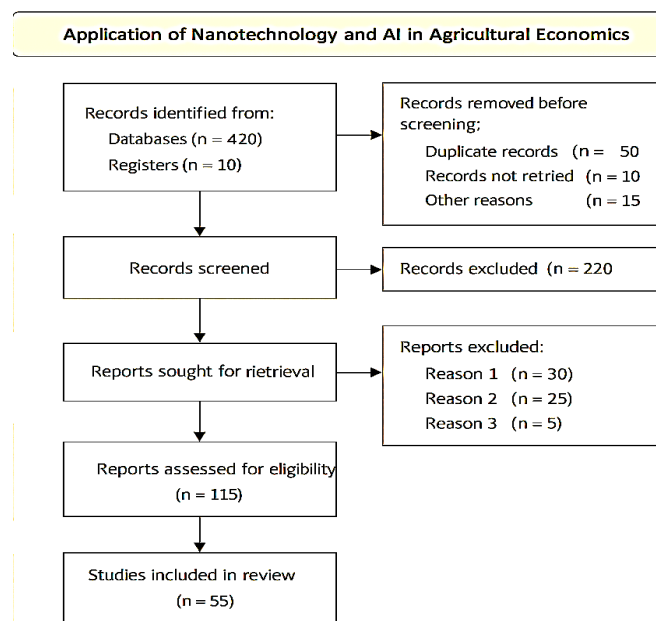 Application of Nanotechnology and AI in Agricultural Economics
Records identified from:
Databases (n = 420)
Registers (n = 10)
Records removed before
screening;
Duplicate records (n = 50
Records not retried (n = 10
Other reasons (n = 15
Records screened
Records excluded (n = 220
Reports sought for rietrieval
Reports excluded:
Reason 1 (n = 30)
Reason 2 (n = 25)
Reason 3 (n = 5)
Reports assessed for eligibility
(n = 115)
Studies included in review
(n = 55)